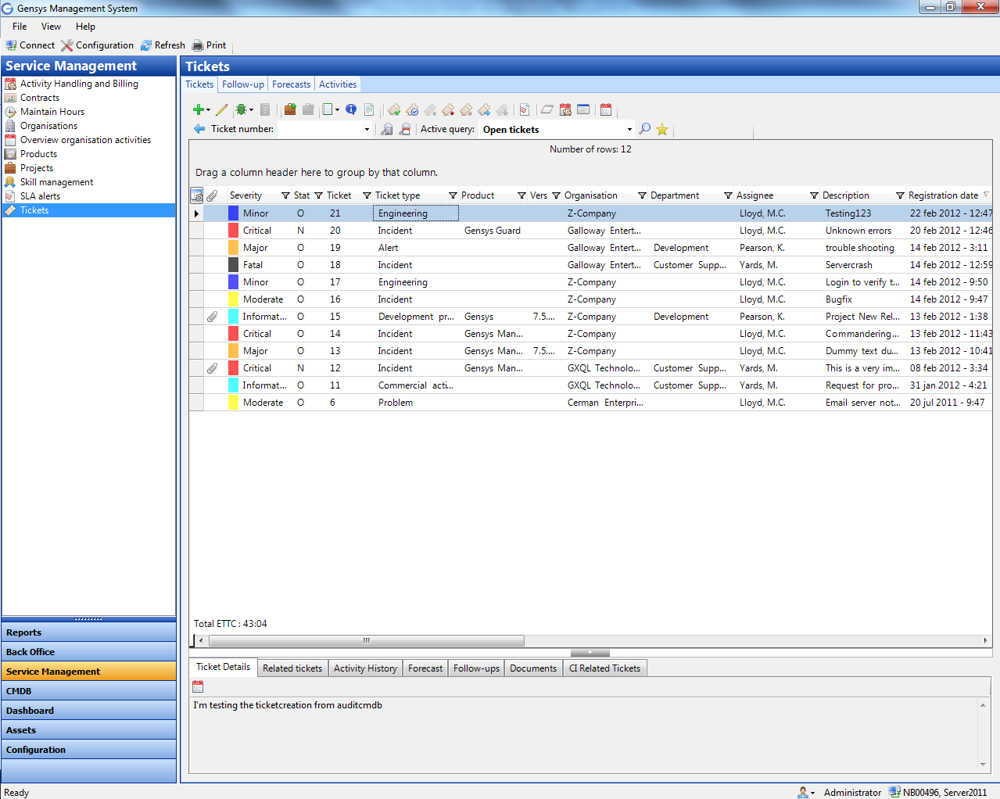 Gensys Management System
File View Help
Connect Configuration Refresh Print
Service Management
Activity Handling and Billing
Contracts
Maintain Hours
Organisations
Overview organisation activities
Products
Projects
Skill management
SLA alerts
Tickets
Reports
Back Office
Service Management
CMDB
Dashboard
Assets
Configuration
Tickets
Tickets Follow-up Forecasts Activities
Ticket number: Active query: Open tickets
Number of rows: 12
Drag a column header here to group by that column.
Severity Stat Ticket Ticket type Product Vers Organisation Department Assignee Description Registration date
Minor O 21 Engineering Z-Company Lloyd, M.C. Testing123 22 feb 2012 - 12:47
Critical N 20 Incident Gensys Guard Galloway Entert... Lloyd, M.C. Unknown errors 20 feb 2012 - 12:46
Major O 19 Alert Galloway Entert... Development Pearson, K. trouble shooting 14 feb 2012 - 3:11
Fatal O 18 Incident Galloway Entert... Customer Supp... Yards, M. Servercrash 14 feb 2012 - 12:59
Minor O 17 Engineering Z-Company Lloyd, M.C. Login to verify t... 14 feb 2012 - 9:50
Moderate O 16 Incident Z-Company Lloyd, M.C. Bugfix 14 feb 2012 - 9:47
Informat... O 15 Development pr... Gensys 7.5.... Z-Company Development Pearson, K. Project New Rel... 13 feb 2012 - 1:38
Critical O 14 Incident Gensys Man... Z-Company Lloyd, M.C. Commandering... 13 feb 2012 - 11:43
Major O 13 Incident Gensys Man... 7.5.... Z-Company Lloyd, M.C. Dummy text du... 13 feb 2012 - 10:41
Critical N 12 Incident Gensys Man... GXQL Technolo... Customer Supp... Yards, M. This is a very im... 08 feb 2012 - 3:34
Informat... O 11 Commercial acti... GXQL Technolo... Customer Supp... Yards, M. Request for pro... 31 jan 2012 - 4:21
Moderate O 6 Problem Cerman Enterpri... Lloyd, M.C. Email server not... 20 jul 2011 - 9:47
Total ETTC : 43:04
Ticket Details Related tickets Activity History Forecast Follow-ups Documents CI Related Tickets
I'm testing the ticketcreation from auditcmdb
Ready Administrator NB00496, Server2011